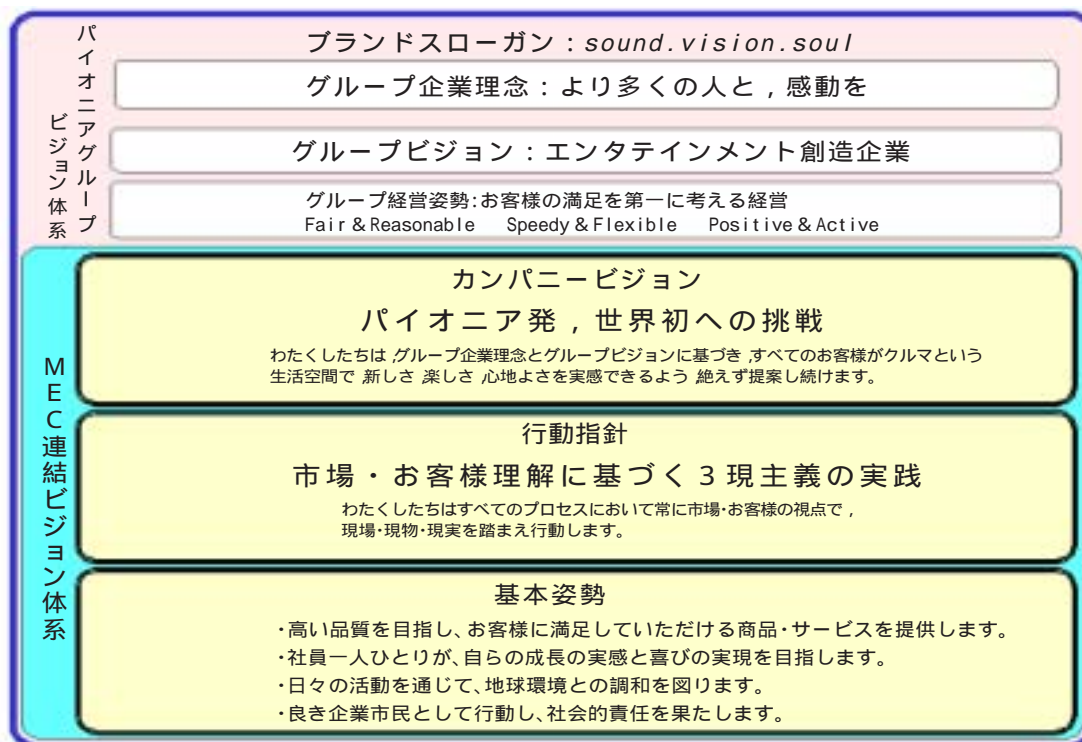 パイオニアグループ
ビジョン体系
ブランドスローガン：sound.vision.soul
グループ企業理念：より多くの人と，感動を
グループビジョン：エンタテインメント創造企業
グループ経営姿勢:お客様の満足を第一に考える経営
Fair & Reasonable Speedy & Flexible Positive & Active
MEC連結ビジョン体系
カンパニービジョン
パイオニア発，世界初への挑戦
わたくしたちは,グループ企業理念とグループビジョンに基づき,すべてのお客様がクルマという
生活空間で,新しさ,楽しさ,心地よさを実感できるよう,絶えず提案し続けます。
行動指針
市場・お客様理解に基づく３現主義の実践
わたくしたちはすべてのプロセスにおいて常に市場・お客様の視点で，
現場・現物・現実を踏まえ行動します。
基本姿勢
・高い品質を目指し、お客様に満足していただける商品・サービスを提供します。
・社員一人ひとりが、自らの成長の実感と喜びの実現を目指します。
・日々の活動を通じて、地球環境との調和を図ります。
・良き企業市民として行動し、社会的責任を果たします。